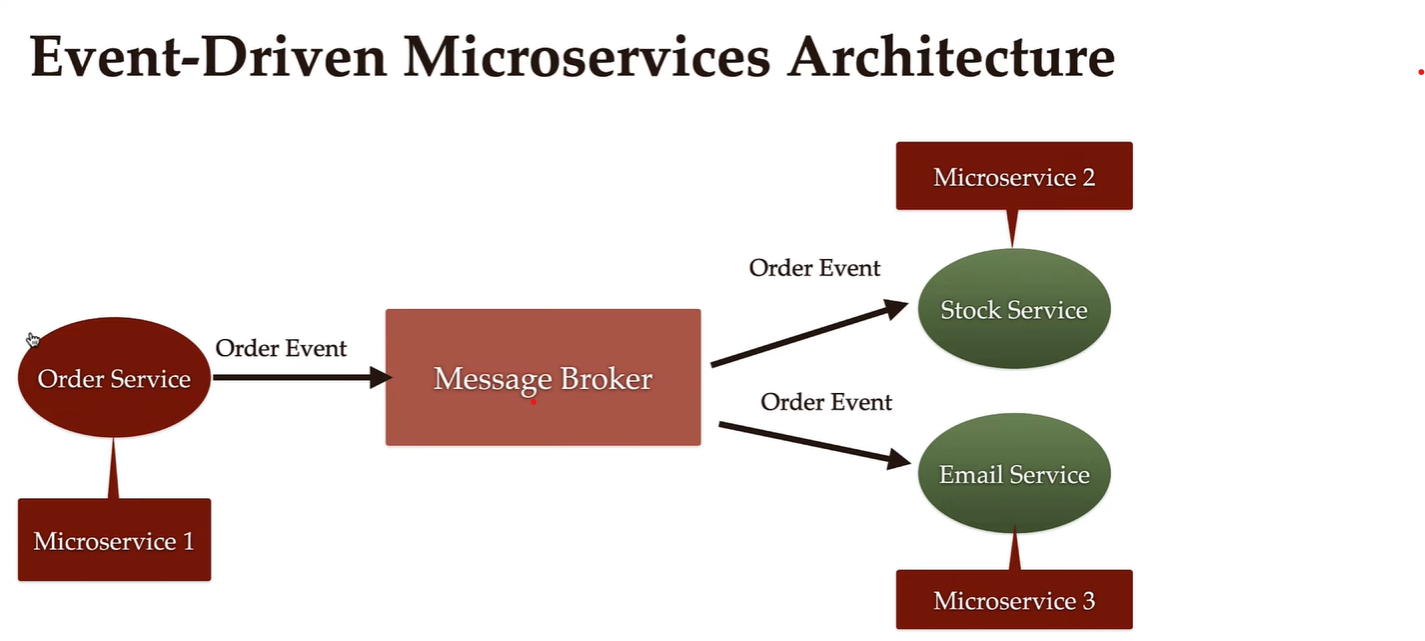 Event-Driven Microservices Architecture
Microservice 2
Order Event
Stock Service
Order Event
Order Service
Message Broker
Order Event
Email Service
Microservice 1
Microservice 3